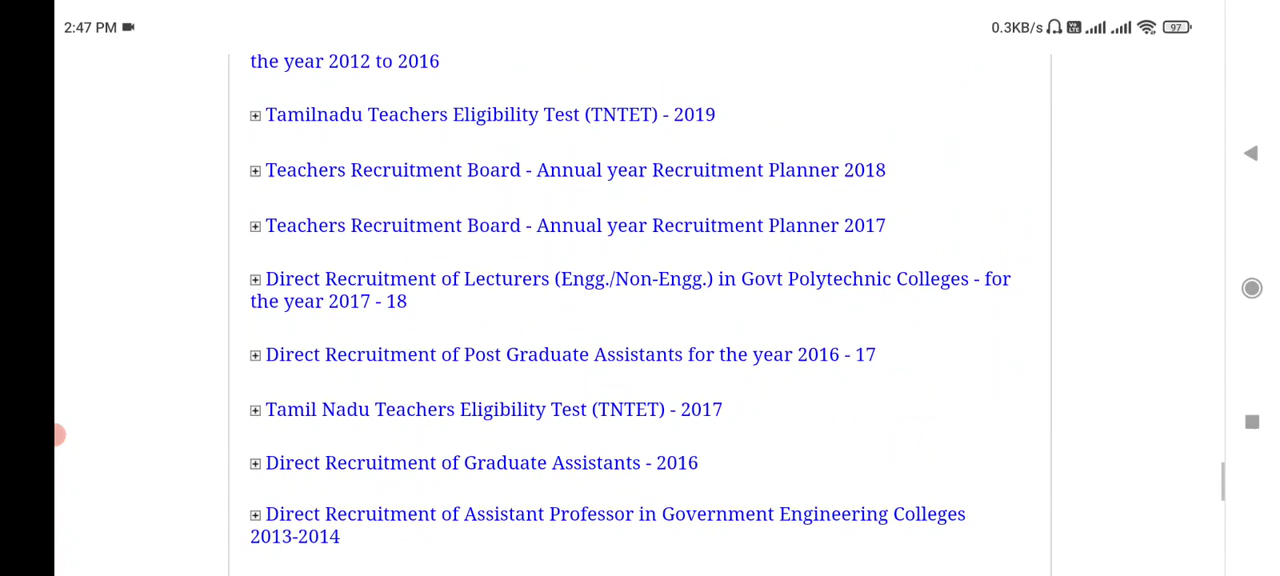 2:47 PM
0.3KB/s
97
the year 2012 to 2016
Tamilnadu Teachers Eligibility Test (TNTET) - 2019
Teachers Recruitment Board - Annual year Recruitment Planner 2018
Teachers Recruitment Board - Annual year Recruitment Planner 2017
Direct Recruitment of Lecturers (Engg./Non-Engg.) in Govt Polytechnic Colleges - for
the year 2017 - 18
Direct Recruitment of Post Graduate Assistants for the year 2016 - 17
Tamil Nadu Teachers Eligibility Test (TNTET) - 2017
Direct Recruitment of Graduate Assistants - 2016
Direct Recruitment of Assistant Professor in Government Engineering Colleges
2013-2014